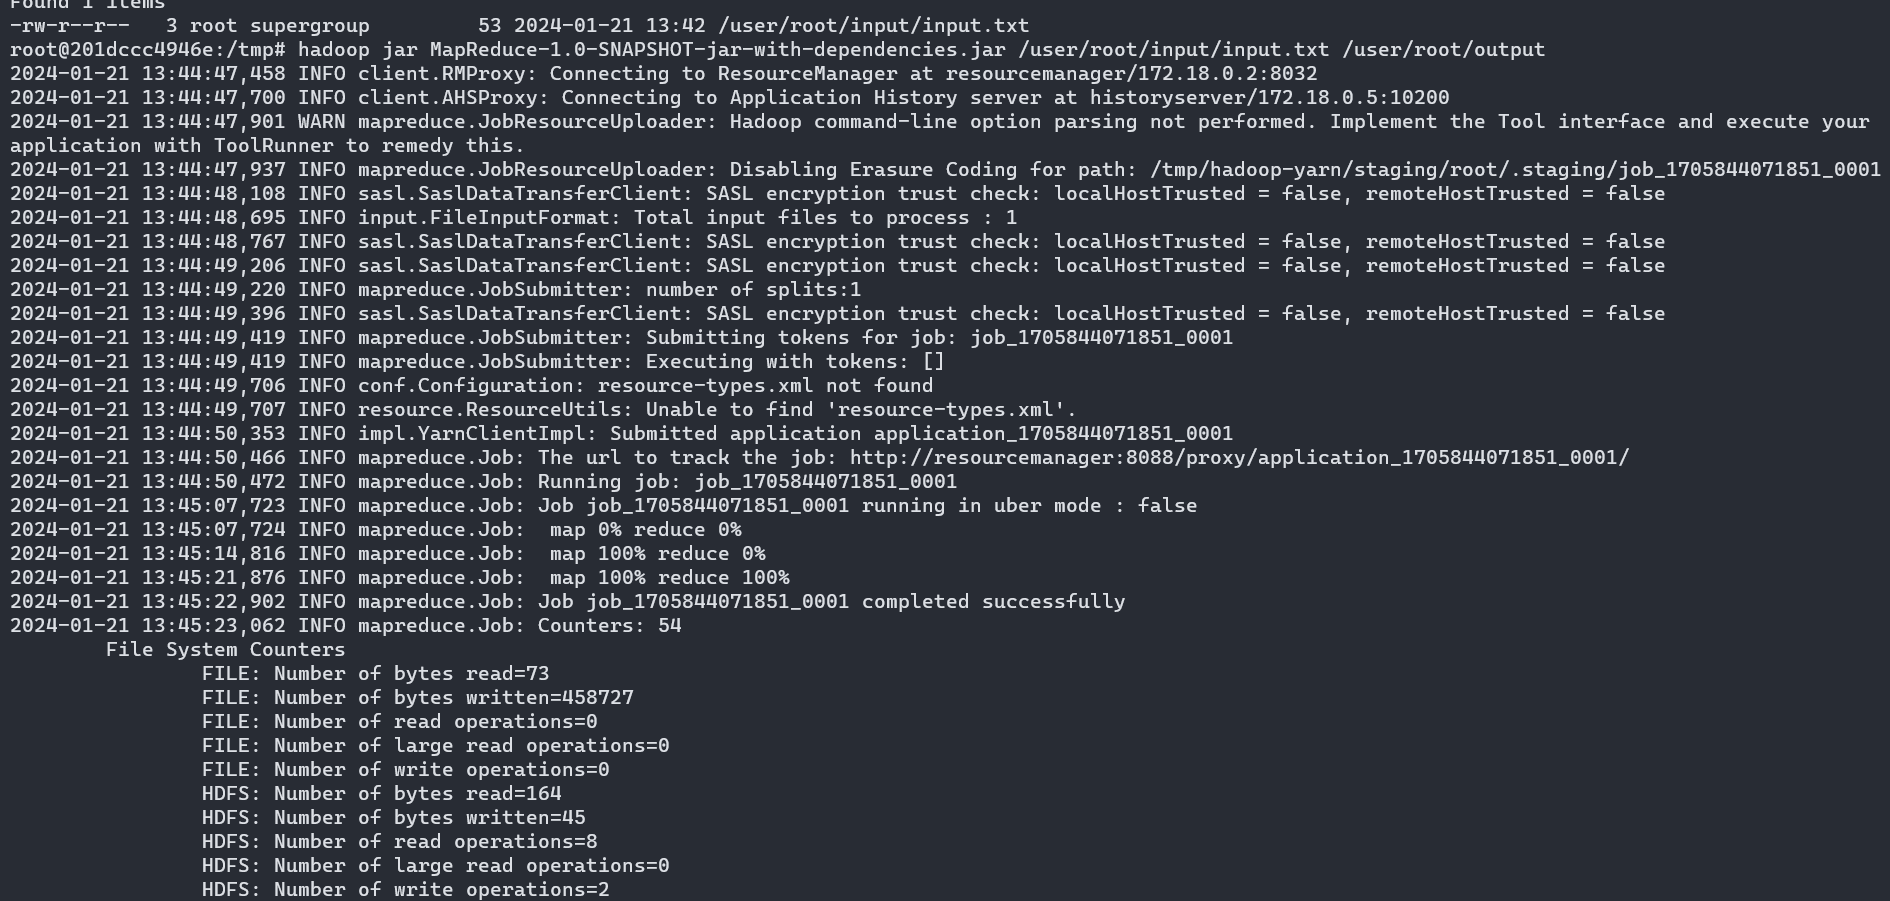 Found 1 items
-rw-r--r--   3 root supergroup         53 2024-01-21 13:42 /user/root/input/input.txt
root@201dccc4946e:/tmp# hadoop jar MapReduce-1.0-SNAPSHOT-jar-with-dependencies.jar /user/root/input/input.txt /user/root/output
2024-01-21 13:44:47,458 INFO client.RMProxy: Connecting to ResourceManager at resourcemanager/172.18.0.2:8032
2024-01-21 13:44:47,700 INFO client.AHSProxy: Connecting to Application History server at historyserver/172.18.0.5:10200
2024-01-21 13:44:47,901 WARN mapreduce.JobResourceUploader: Hadoop command-line option parsing not performed. Implement the Tool interface and execute your
application with ToolRunner to remedy this.
2024-01-21 13:44:47,937 INFO mapreduce.JobResourceUploader: Disabling Erasure Coding for path: /tmp/hadoop-yarn/staging/root/.staging/job_1705844071851_0001
2024-01-21 13:44:48,108 INFO sasl.SaslDataTransferClient: SASL encryption trust check: localHostTrusted = false, remoteHostTrusted = false
2024-01-21 13:44:48,695 INFO input.FileInputFormat: Total input files to process : 1
2024-01-21 13:44:48,767 INFO sasl.SaslDataTransferClient: SASL encryption trust check: localHostTrusted = false, remoteHostTrusted = false
2024-01-21 13:44:49,206 INFO sasl.SaslDataTransferClient: SASL encryption trust check: localHostTrusted = false, remoteHostTrusted = false
2024-01-21 13:44:49,220 INFO mapreduce.JobSubmitter: number of splits:1
2024-01-21 13:44:49,396 INFO sasl.SaslDataTransferClient: SASL encryption trust check: localHostTrusted = false, remoteHostTrusted = false
2024-01-21 13:44:49,419 INFO mapreduce.JobSubmitter: Submitting tokens for job: job_1705844071851_0001
2024-01-21 13:44:49,419 INFO mapreduce.JobSubmitter: Executing with tokens: []
2024-01-21 13:44:49,706 INFO conf.Configuration: resource-types.xml not found
2024-01-21 13:44:49,707 INFO resource.ResourceUtils: Unable to find 'resource-types.xml'.
2024-01-21 13:44:50,353 INFO impl.YarnClientImpl: Submitted application application_1705844071851_0001
2024-01-21 13:44:50,466 INFO mapreduce.Job: The url to track the job: http://resourcemanager:8088/proxy/application_1705844071851_0001/
2024-01-21 13:44:50,472 INFO mapreduce.Job: Running job: job_1705844071851_0001
2024-01-21 13:45:07,723 INFO mapreduce.Job: Job job_1705844071851_0001 running in uber mode : false
2024-01-21 13:45:07,724 INFO mapreduce.Job:  map 0% reduce 0%
2024-01-21 13:45:14,816 INFO mapreduce.Job:  map 100% reduce 0%
2024-01-21 13:45:21,876 INFO mapreduce.Job:  map 100% reduce 100%
2024-01-21 13:45:22,902 INFO mapreduce.Job: Job job_1705844071851_0001 completed successfully
2024-01-21 13:45:23,062 INFO mapreduce.Job: Counters: 54
File System Counters
FILE: Number of bytes read=73
FILE: Number of bytes written=458727
FILE: Number of read operations=0
FILE: Number of large read operations=0
FILE: Number of write operations=0
HDFS: Number of bytes read=164
HDFS: Number of bytes written=45
HDFS: Number of read operations=8
HDFS: Number of large read operations=0
HDFS: Number of write operations=2